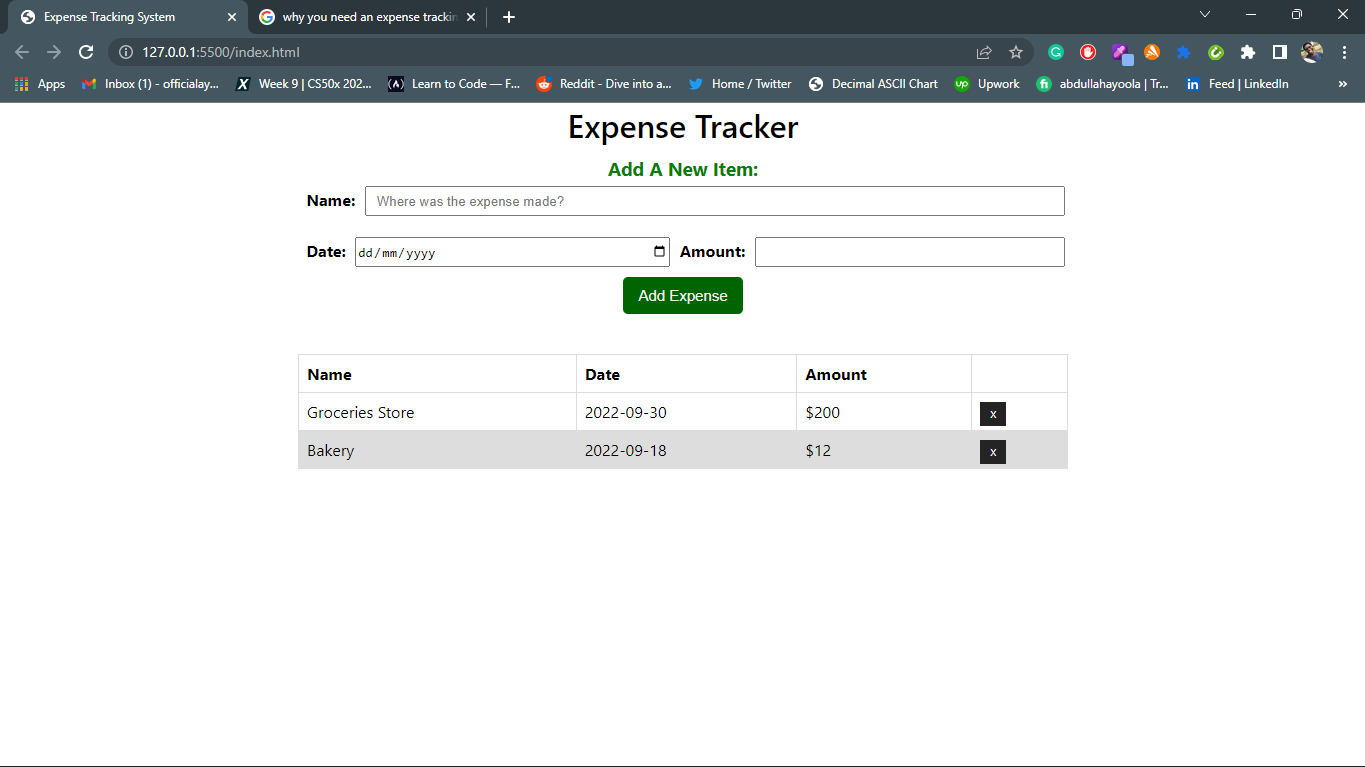 Expense Tracking System
why you need an expense trackin
127.0.0.1:5500/index.html
Apps Inbox (1) - officialay... Week 9 | CS50x 202... Learn to Code — F... Reddit - Dive into a... Home / Twitter Decimal ASCII Chart up Upwork fi abdullahayoola | Tr... in Feed | LinkedIn »
Expense Tracker
Add A New Item:
Name: Where was the expense made?
Date: dd/mm/yyyy Amount:
Add Expense
Name Date Amount
Groceries Store 2022-09-30 $200 x
Bakery 2022-09-18 $12 x